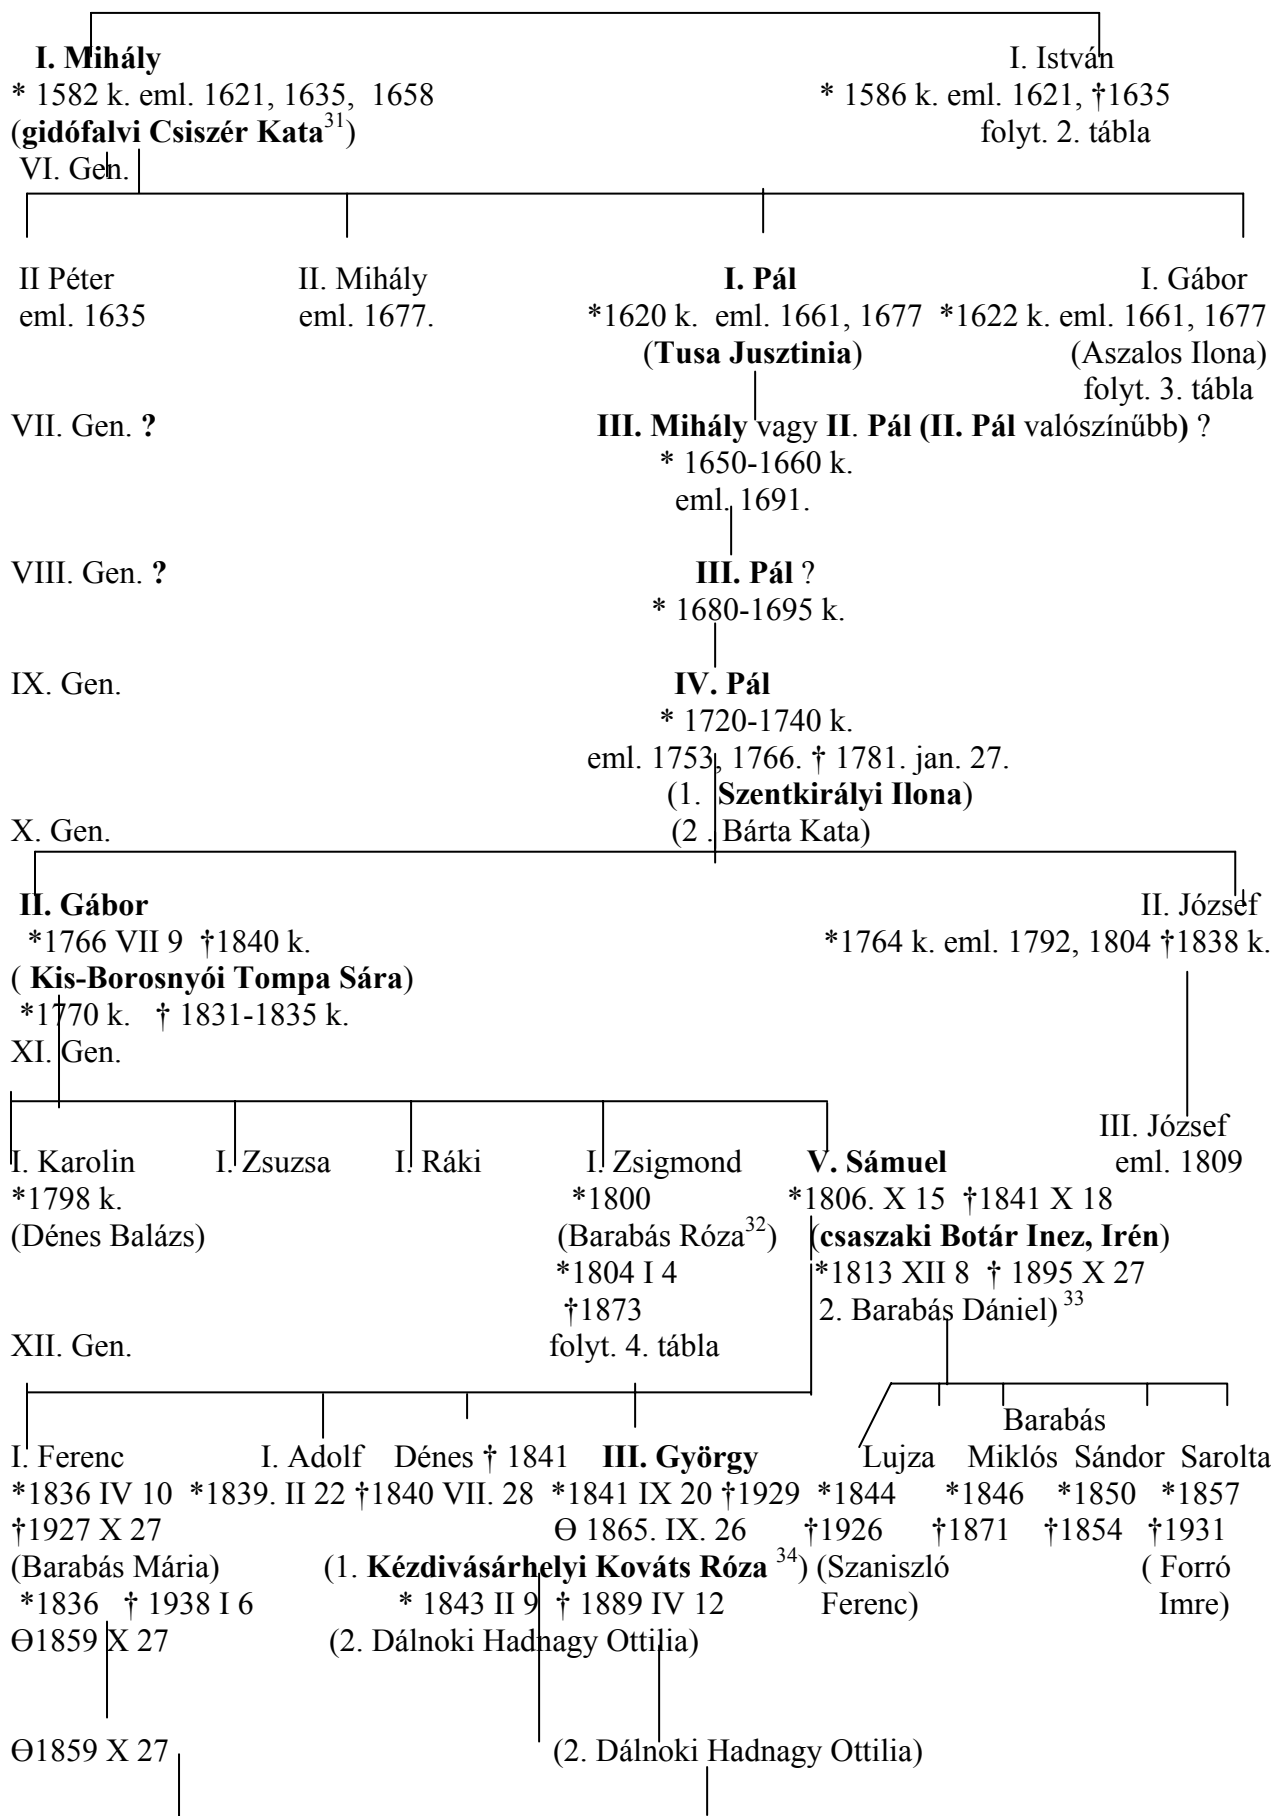 I. Mihály I. István
* 1582 k. eml. 1621, 1635, 1658 * 1586 k. eml. 1621, †1635
(gidófalvi Csiszér Kata31) folyt. 2. tábla
VI. Gen.
II Péter II. Mihály I. Pál I. Gábor
eml. 1635 eml. 1677. *1620 k. eml. 1661, 1677 *1622 k. eml. 1661, 1677
(Tusa Jusztinia) (Aszalos Ilona)
folyt. 3. tábla
VII. Gen. ? III. Mihály vagy II. Pál (II. Pál valószínűbb) ?
* 1650-1660 k.
eml. 1691.
VIII. Gen. ? III. Pál ?
* 1680-1695 k.
IX. Gen. IV. Pál
* 1720-1740 k.
eml. 1753, 1766. † 1781. jan. 27.
(1. Szentkirályi Ilona)
X. Gen. (2 . Bárta Kata)
II. Gábor II. József
*1766 VII 9 †1840 k. *1764 k. eml. 1792, 1804 †1838 k.
( Kis-Borosnyói Tompa Sára)
*1770 k. † 1831-1835 k.
XI. Gen.
III. József
I. Karolin I. Zsuzsa I. Ráki I. Zsigmond V. Sámuel eml. 1809
*1798 k. *1800 *1806. X 15 †1841 X 18
(Dénes Balázs) (Barabás Róza32) (csaszaki Botár Inez, Irén)
*1804 I 4 *1813 XII 8 † 1895 X 27
†1873 2. Barabás Dániel) 33
XII. Gen. folyt. 4. tábla
Barabás
I. Ferenc I. Adolf Dénes † 1841 III. György Lujza Miklós Sándor Sarolta
*1836 IV 10 *1839. II 22 †1840 VII. 28 *1841 IX 20 †1929 *1844 *1846 *1850 *1857
†1927 X 27 Ө 1865. IX. 26 †1926 †1871 †1854 †1931
(Barabás Mária) (1. Kézdivásárhelyi Kováts Róza 34) (Szaniszló ( Forró
*1836 † 1938 I 6 * 1843 II 9 † 1889 IV 12 Ferenc) Imre)
Ө1859 X 27 (2. Dálnoki Hadnagy Ottilia)
Ө1859 X 27 (2. Dálnoki Hadnagy Ottilia)